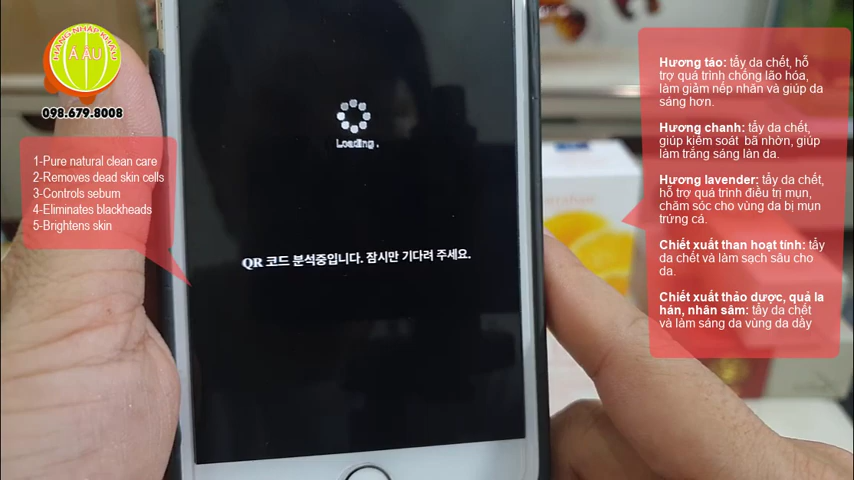 HÀNG NHẬP KHẨU
Á ÂU
098.679.8008
1-Pure natural clean care
2-Removes dead skin cells
3-Controls sebum
4-Eliminates blackheads
5-Brightens skin
Loading .
QR 코드 분석중입니다. 잠시만 기다려 주세요.
Hương táo: tẩy da chết, hỗ
trợ quá trình chống lão hóa,
làm giảm nếp nhăn và giúp da
sáng hơn.
Hương chanh: tẩy da chết,
giúp kiểm soát bã nhờn, giúp
làm trắng sáng làn da.
Hương lavender: tẩy da chết,
hỗ trợ quá trình điều trị mụn,
chăm sóc cho vùng da bị mụn
trứng cá.
Chiết xuất than hoạt tính: tẩy
da chết và làm sạch sâu cho
da.
Chiết xuất thảo dược, quả la
hán, nhân sâm: tẩy da chết
và làm sáng da vùng da dầy